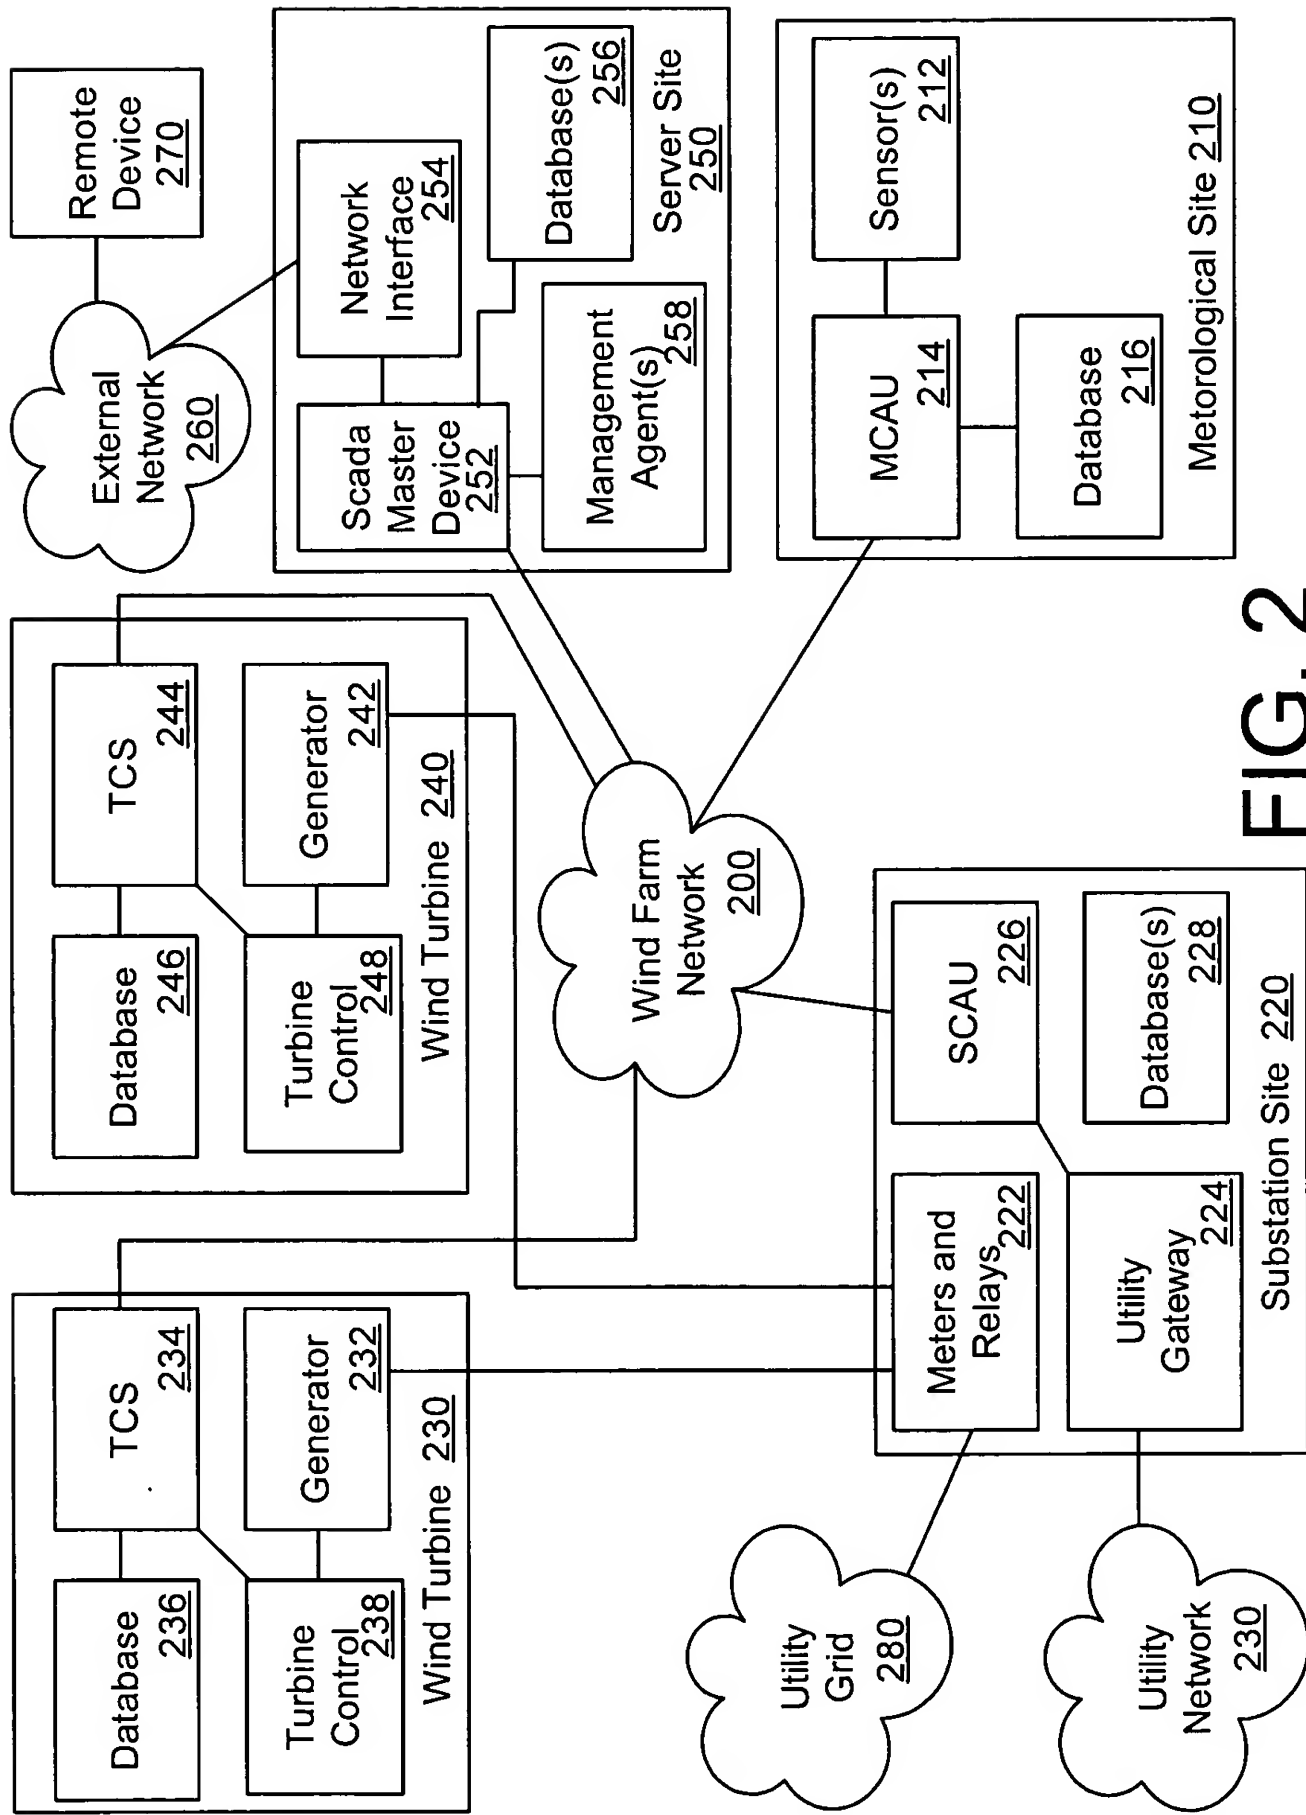 Database
236
TCS
234
Turbine
Control
238
Generator
232
Wind Turbine 230
Database
246
TCS
244
Turbine
Control
248
Generator
242
Wind Turbine 240
External
Network
260
Remote
Device
270
Scada
Master
Device
252
Network
Interface
254
Management
Agent(s)
258
Database(s)
256
Server Site
250
Wind Farm
Network
200
Utility
Grid
280
Utility
Network
230
Meters and
Relays
222
SCAU
226
Utility
Gateway
224
Database(s)
228
Substation Site 220
MCAU
214
Sensor(s)
212
Database
216
Metorological Site 210
FIG. 2